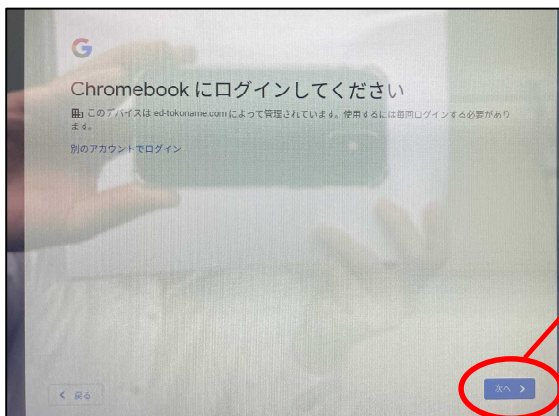 Chromebook にログインしてください
このデバイスは ed-tokoname.com によって管理されています。使用するには毎回ログインする必要があり
ます。
別のアカウントでログイン
戻る
次へ